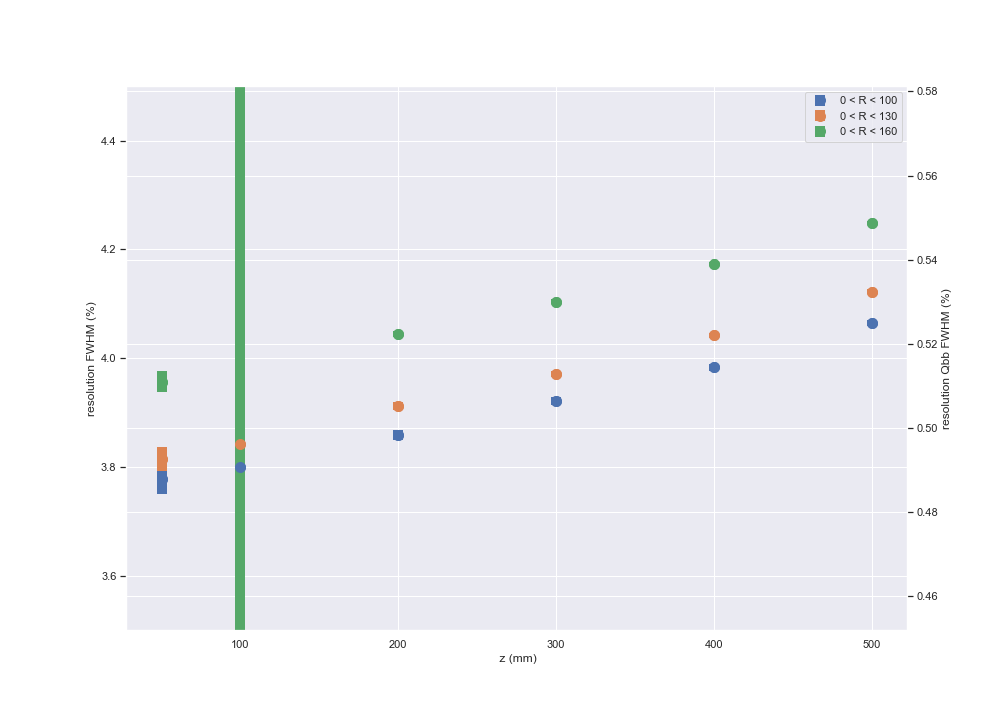 0 < R < 100
0 < R < 130
0 < R < 160
4.4
4.2
4.0
3.8
3.6
resolution FWHM (%)
0.58
0.56
0.54
0.52
0.50
0.48
0.46
resolution Qbb FWHM (%)
100
200
300
400
500
z (mm)